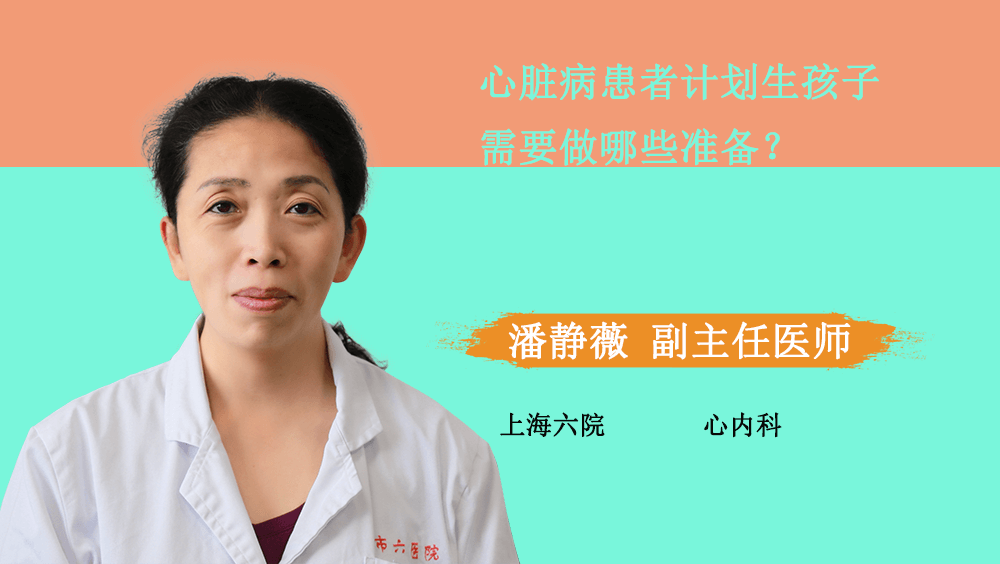 心脏病患者计划生孩子
需要做哪些准备？
潘静薇 副主任医师
上海六院 心内科
市六医院